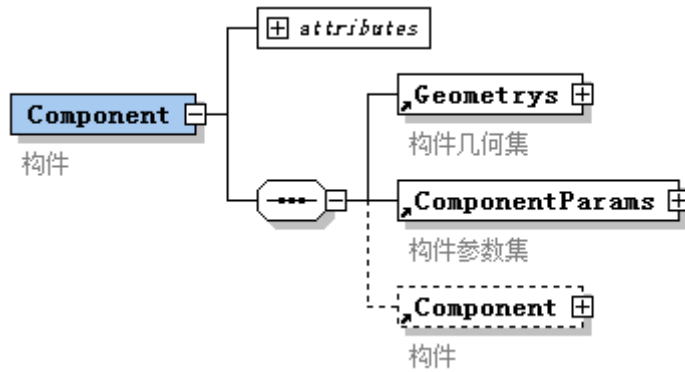 attributes
Component
构件
Geometrys
构件几何集
ComponentParams
构件参数集
Component
构件